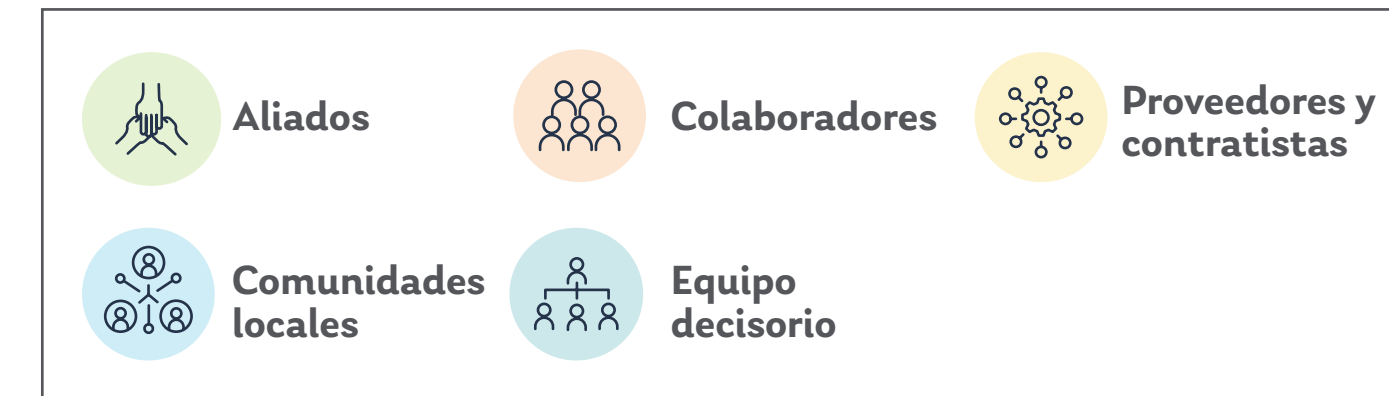 Aliados
Colaboradores
Proveedores y
contratistas
Comunidades
locales
Equipo
decisorio